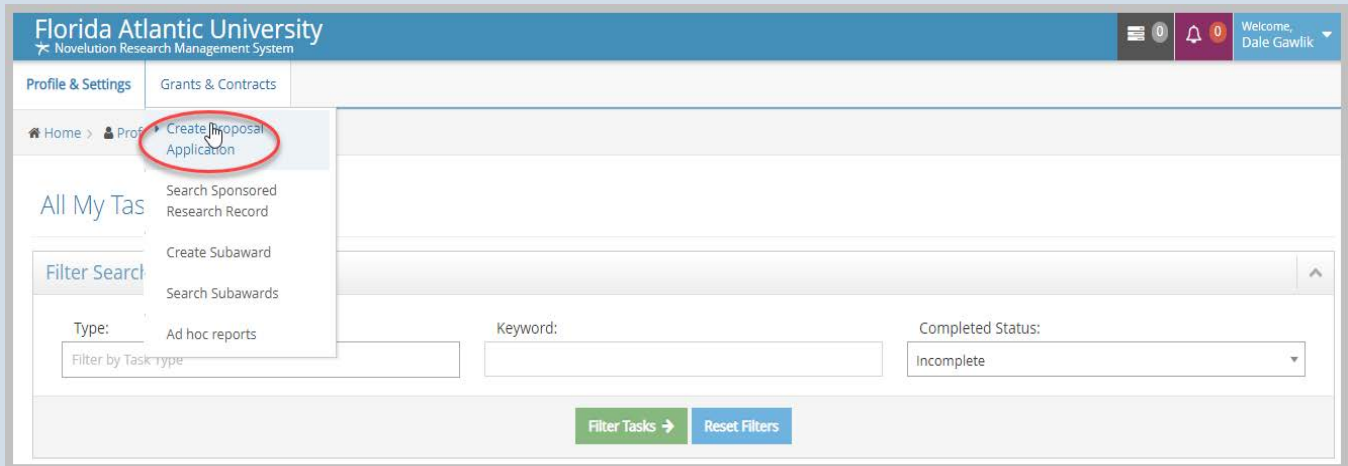 Florida Atlantic University
Novelution Research Management System
0
0
Welcome,
Dale Gawlik
Profile & Settings
Grants & Contracts
Home > Prof
Create Proposal
Application
Search Sponsored
Research Record
Create Subaward
Search Subawards
Ad hoc reports
All My Tas
Filter Search
Type:
Keyword:
Completed Status:
Filter by Task Type
Incomplete
Filter Tasks →
Reset Filters